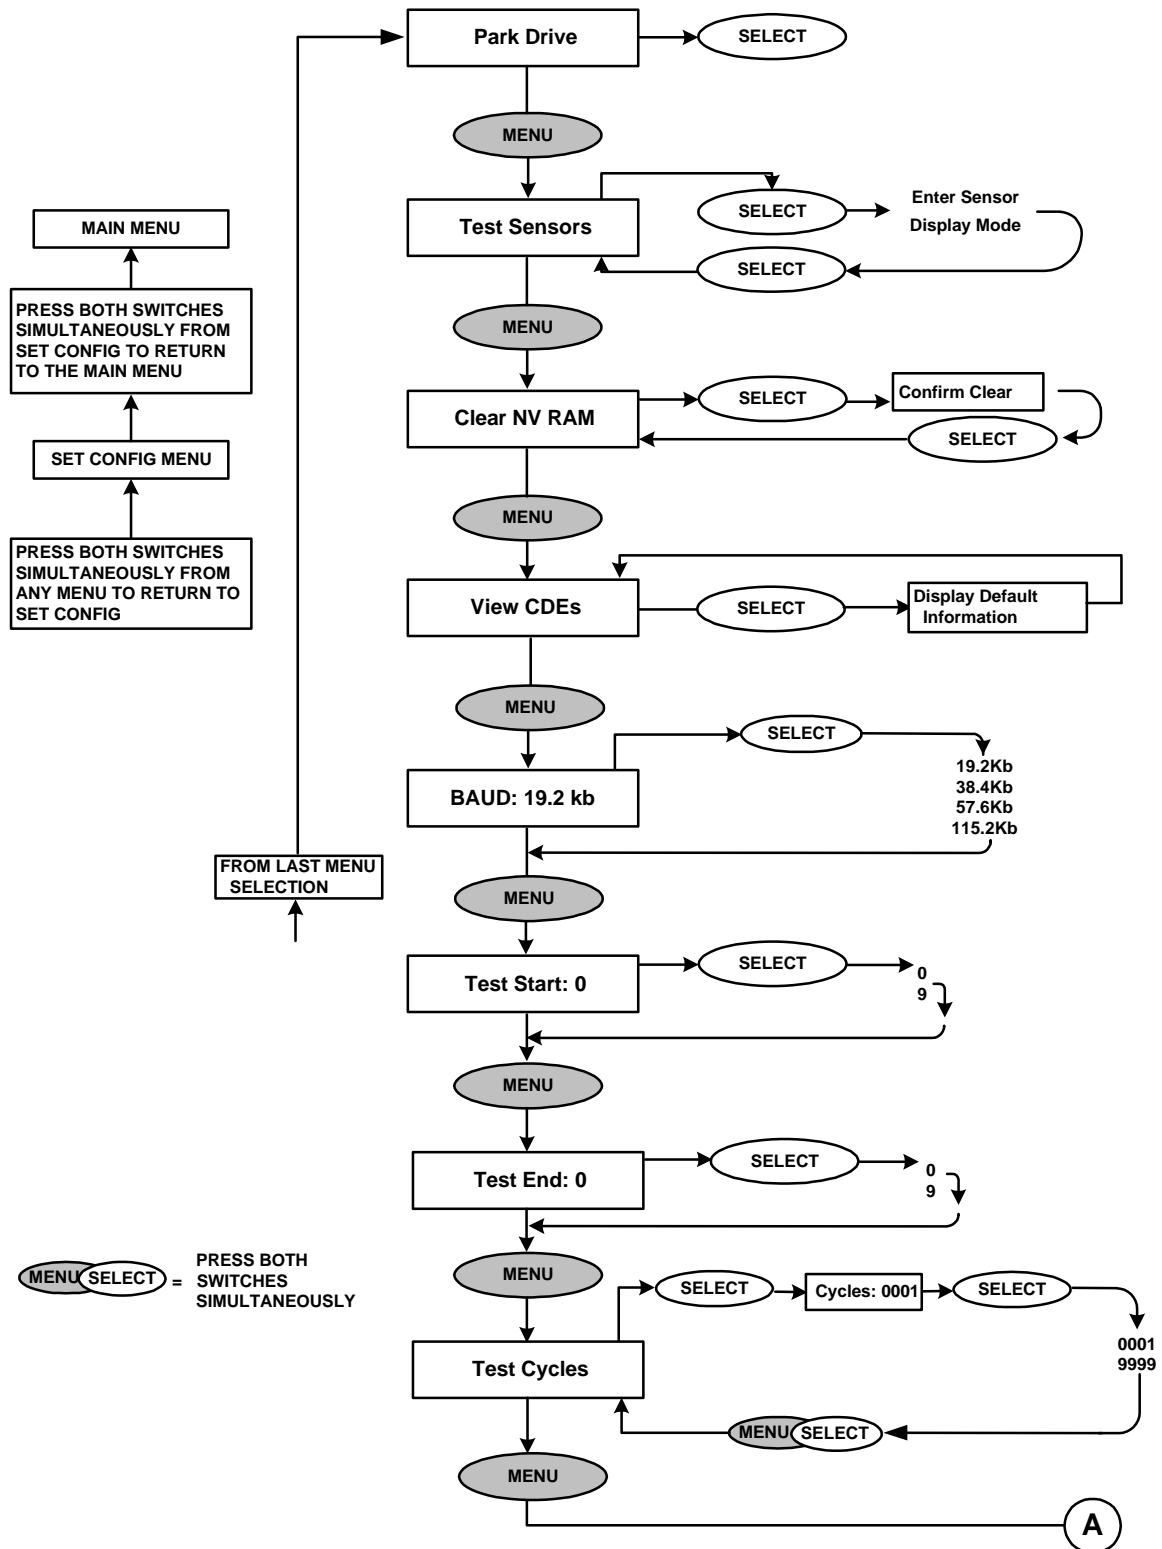 Park Drive
SELECT
MENU
Test Sensors
SELECT
Enter Sensor
Display Mode
SELECT
MAIN MENU
PRESS BOTH SWITCHES
SIMULTANEOUSLY FROM
SET CONFIG TO RETURN
TO THE MAIN MENU
SET CONFIG MENU
PRESS BOTH SWITCHES
SIMULTANEOUSLY FROM
ANY MENU TO RETURN TO
SET CONFIG
MENU
Clear NV RAM
SELECT
Confirm Clear
SELECT
MENU
View CDEs
SELECT
Display Default
Information
MENU
BAUD: 19.2 kb
SELECT
19.2Kb
38.4Kb
57.6Kb
115.2Kb
FROM LAST MENU
SELECTION
MENU
Test Start: 0
SELECT
0
9
MENU
Test End: 0
SELECT
0
9
MENU
MENU SELECT =
PRESS BOTH
SWITCHES
SIMULTANEOUSLY
Test Cycles
SELECT
Cycles: 0001
SELECT
0001
9999
MENU SELECT
MENU
A